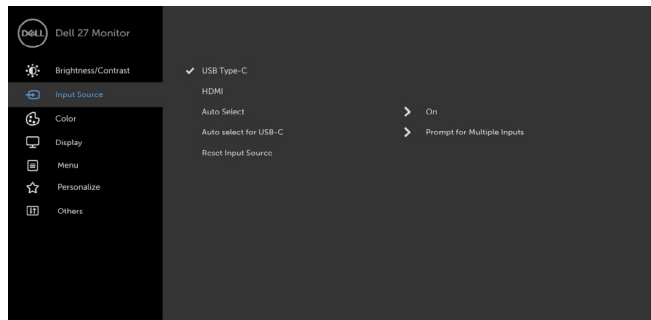 DELL Dell 27 Monitor
Brightness/Contrast
USB Type-C
Input Source
HDMI
Color
Auto Select
On
Auto select for USB-C
Prompt for Multiple Inputs
Display
Reset Input Source
Menu
Personalize
Others